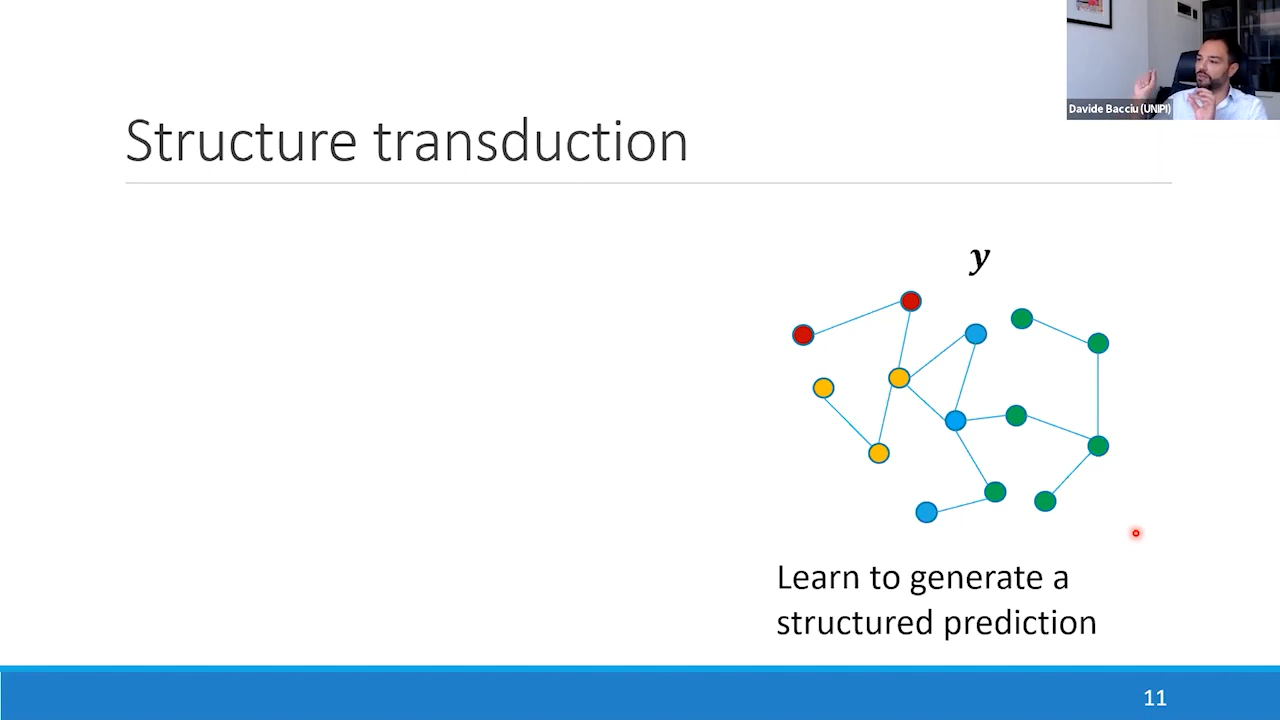 Davide Bacciu (UNIPI)
Structure transduction
y
Learn to generate a
structured prediction
11